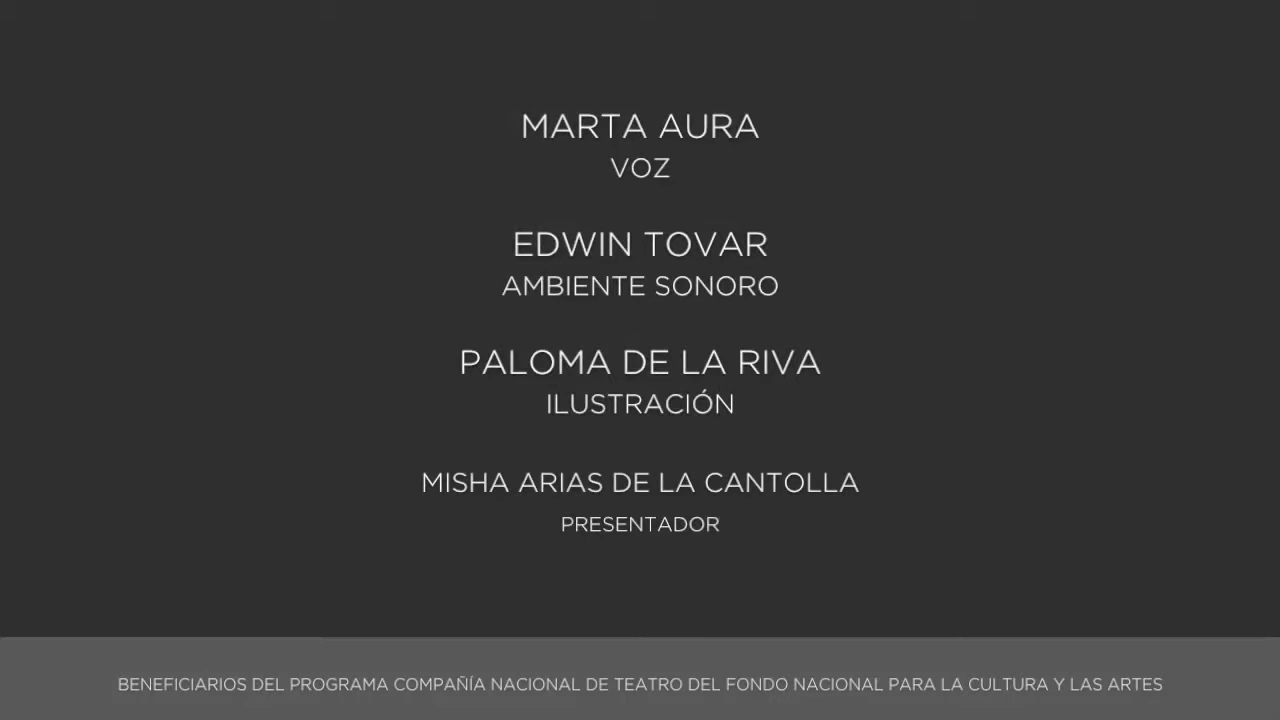 MARTA AURA
VOZ
EDWIN TOVAR
AMBIENTE SONORO
PALOMA DE LA RIVA
ILUSTRACIÓN
MISHA ARIAS DE LA CANTOLLA
PRESENTADOR
BENEFICIARIOS DEL PROGRAMA COMPAÑÍA NACIONAL DE TEATRO DEL FONDO NACIONAL PARA LA CULTURA Y LAS ARTES